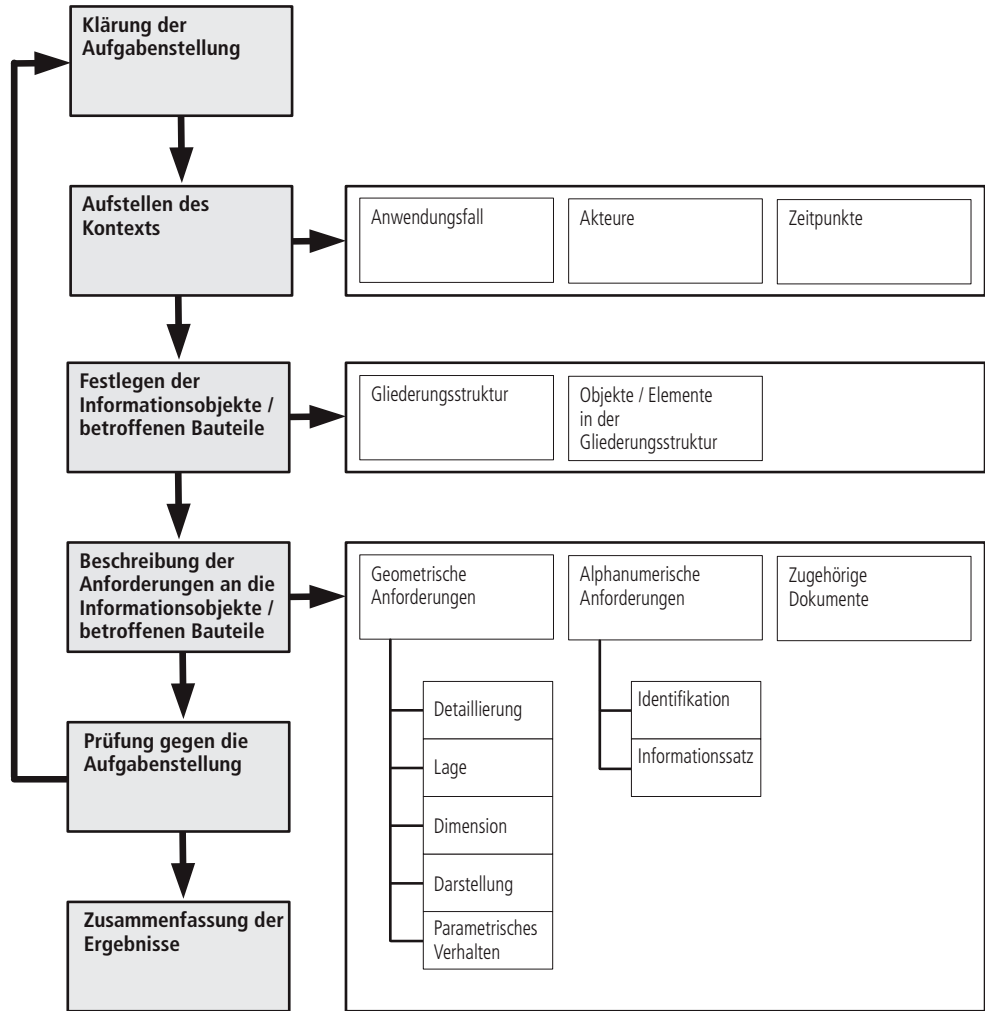 Klärung der
Aufgabenstellung
Aufstellen des
Kontexts
Anwendungsfall
Akteure
Zeitpunkte
Festlegen der
Informationsobjekte /
betroffenen Bauteile
Gliederungsstruktur
Objekte / Elemente
in der
Gliederungsstruktur
Beschreibung der
Anforderungen an die
Informationsobjekte /
betroffenen Bauteile
Geometrische
Anforderungen
Alphanumerische
Anforderungen
Zugehörige
Dokumente
Detaillierung
Lage
Dimension
Darstellung
Parametrisches
Verhalten
Identifikation
Informationssatz
Prüfung gegen die
Aufgabenstellung
Zusammenfassung der
Ergebnisse